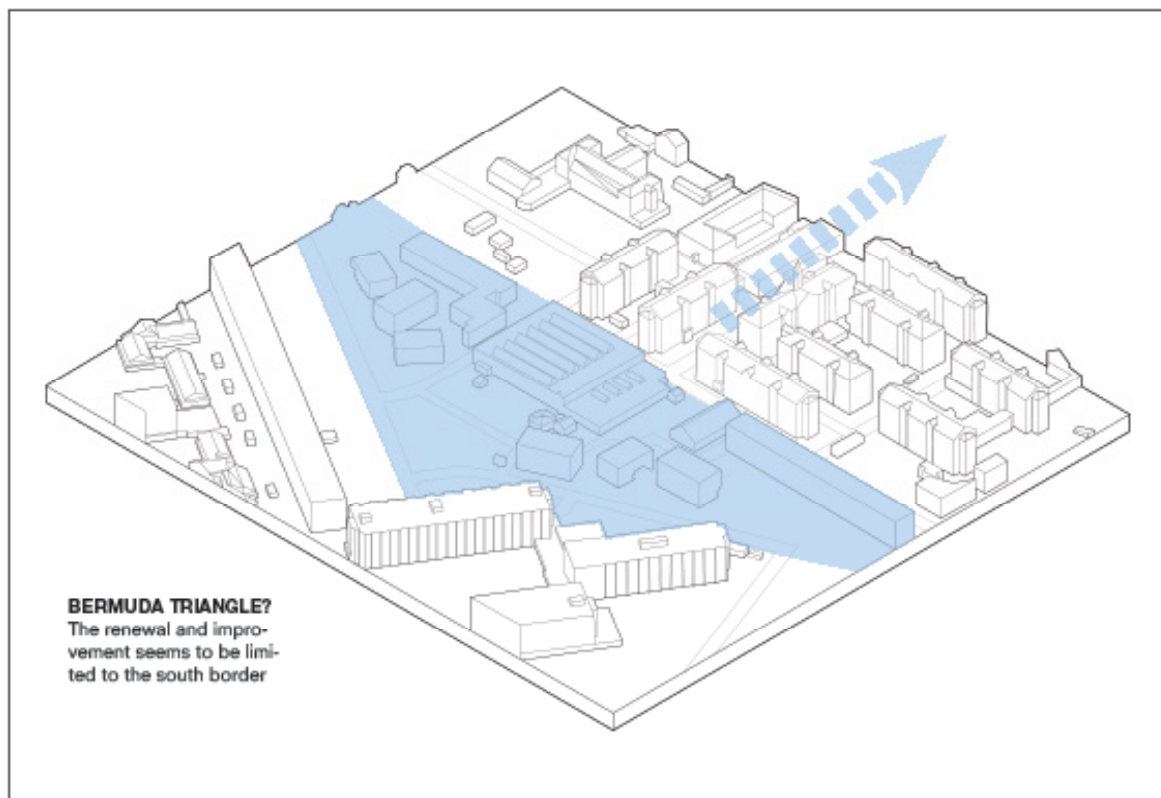 BERMUDA TRIANGLE?
The renewal and impro-
vement seems to be limi-
ted to the south border